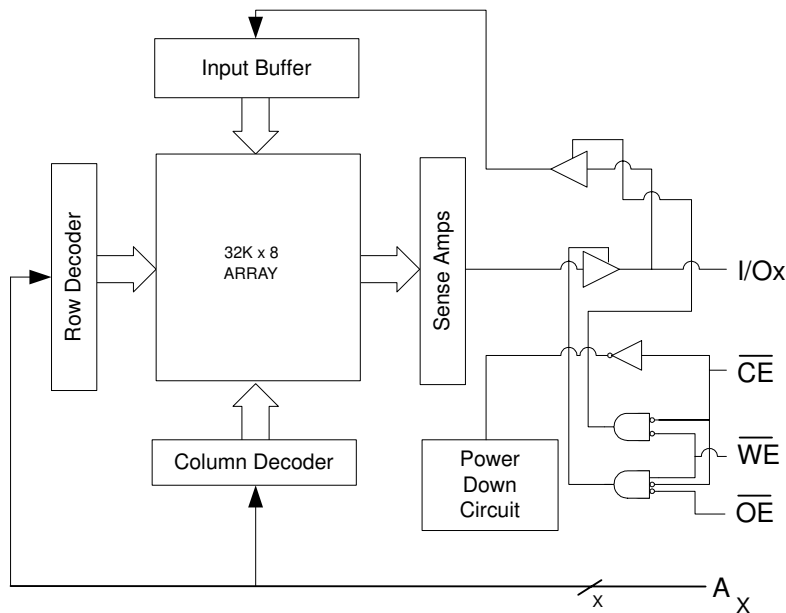 Input Buffer
Row Decoder
32K x 8
ARRAY
Sense Amps
I/Ox
CE
Column Decoder
Power
Down
Circuit
WE
OE
X
A X